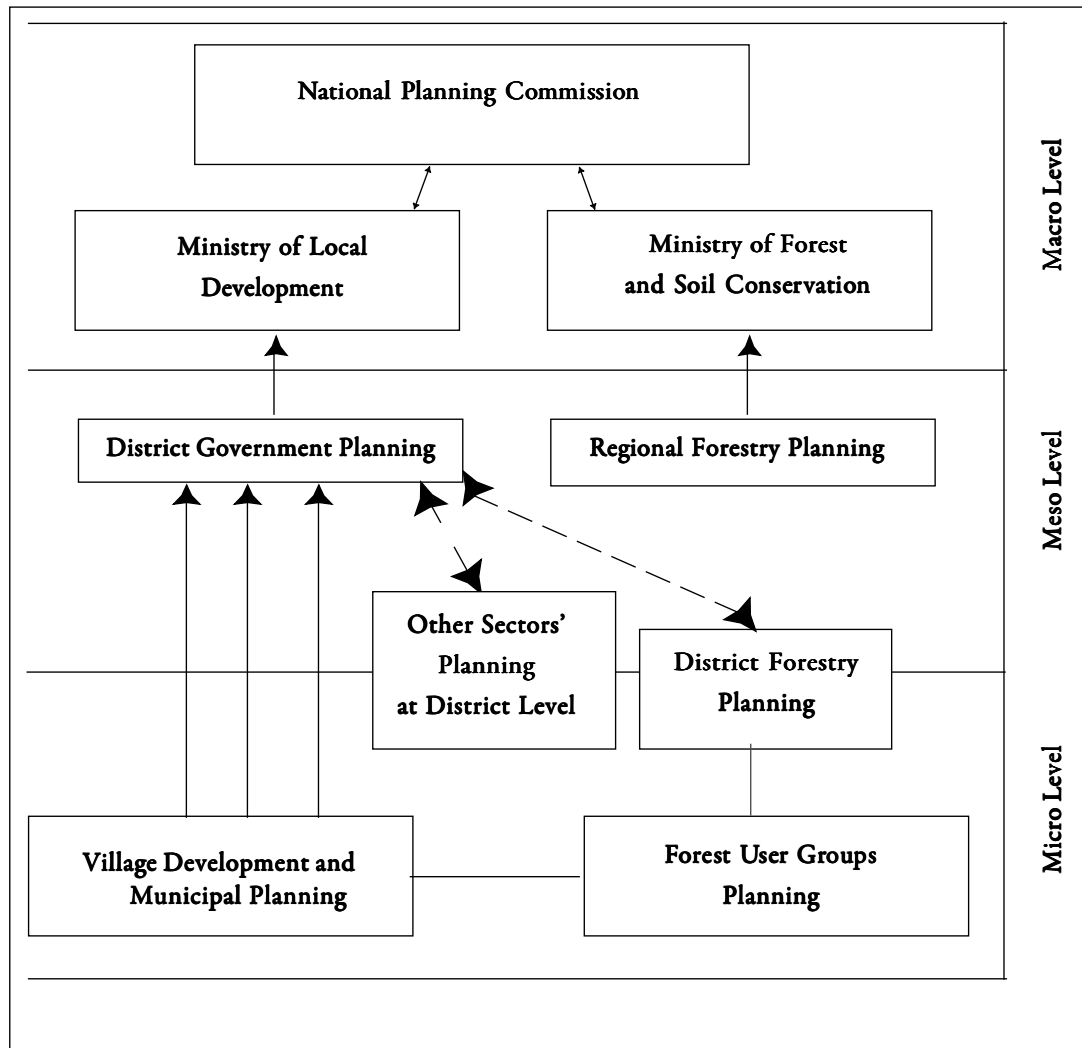 National Planning Commission
Ministry of Local
Development
Ministry of Forest
and Soil Conservation
Macro Level
District Government Planning
Regional Forestry Planning
Meso Level
Other Sectors’
Planning
at District Level
District Forestry
Planning
Village Development and
Municipal Planning
Forest User Groups
Planning
Micro Level